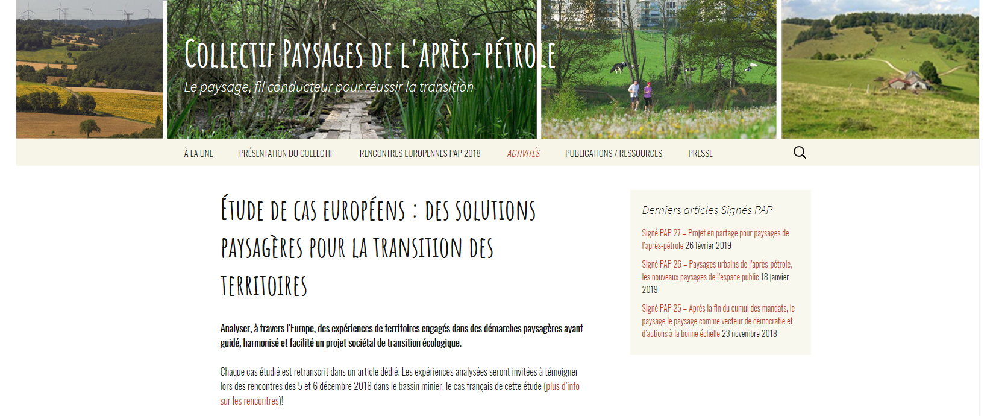 Collectif Paysages de l'après-pétrole
Le paysage, fil conducteur pour réussir la transition
À LA UNE
PRÉSENTATION DU COLLECTIF
RENCONTRES EUROPENNES PAP 2018
ACTIVITÉS
PUBLICATIONS / RESSOURCES
PRESSE
Étude de cas européens : des solutions
paysagères pour la transition des
territoires
Analyser, à travers l'Europe, des expériences de territoires engagés dans des démarches paysagères ayant
guidé, harmonisé et facilité un projet sociétal de transition écologique.
Chaque cas étudié est retranscrit dans un article dédié. Les expériences analysées seront invitées à témoigner
lors des rencontres des 5 et 6 décembre 2018 dans le bassin minier, le cas français de cette étude (plus d'info
sur les rencontres)!
Derniers articles Signés PAP
Signé PAP 27 – Projet en partage pour paysages de
l'après-pétrole 26 février 2019
Signé PAP 26 – Paysages urbains de l'après-pétrole,
les nouveaux paysages de l'espace public 18 janvier
2019
Signé PAP 25 – Après la fin du cumul des mandats, le
paysage le paysage comme vecteur de démocratie et
d'actions à la bonne échelle 23 novembre 2018